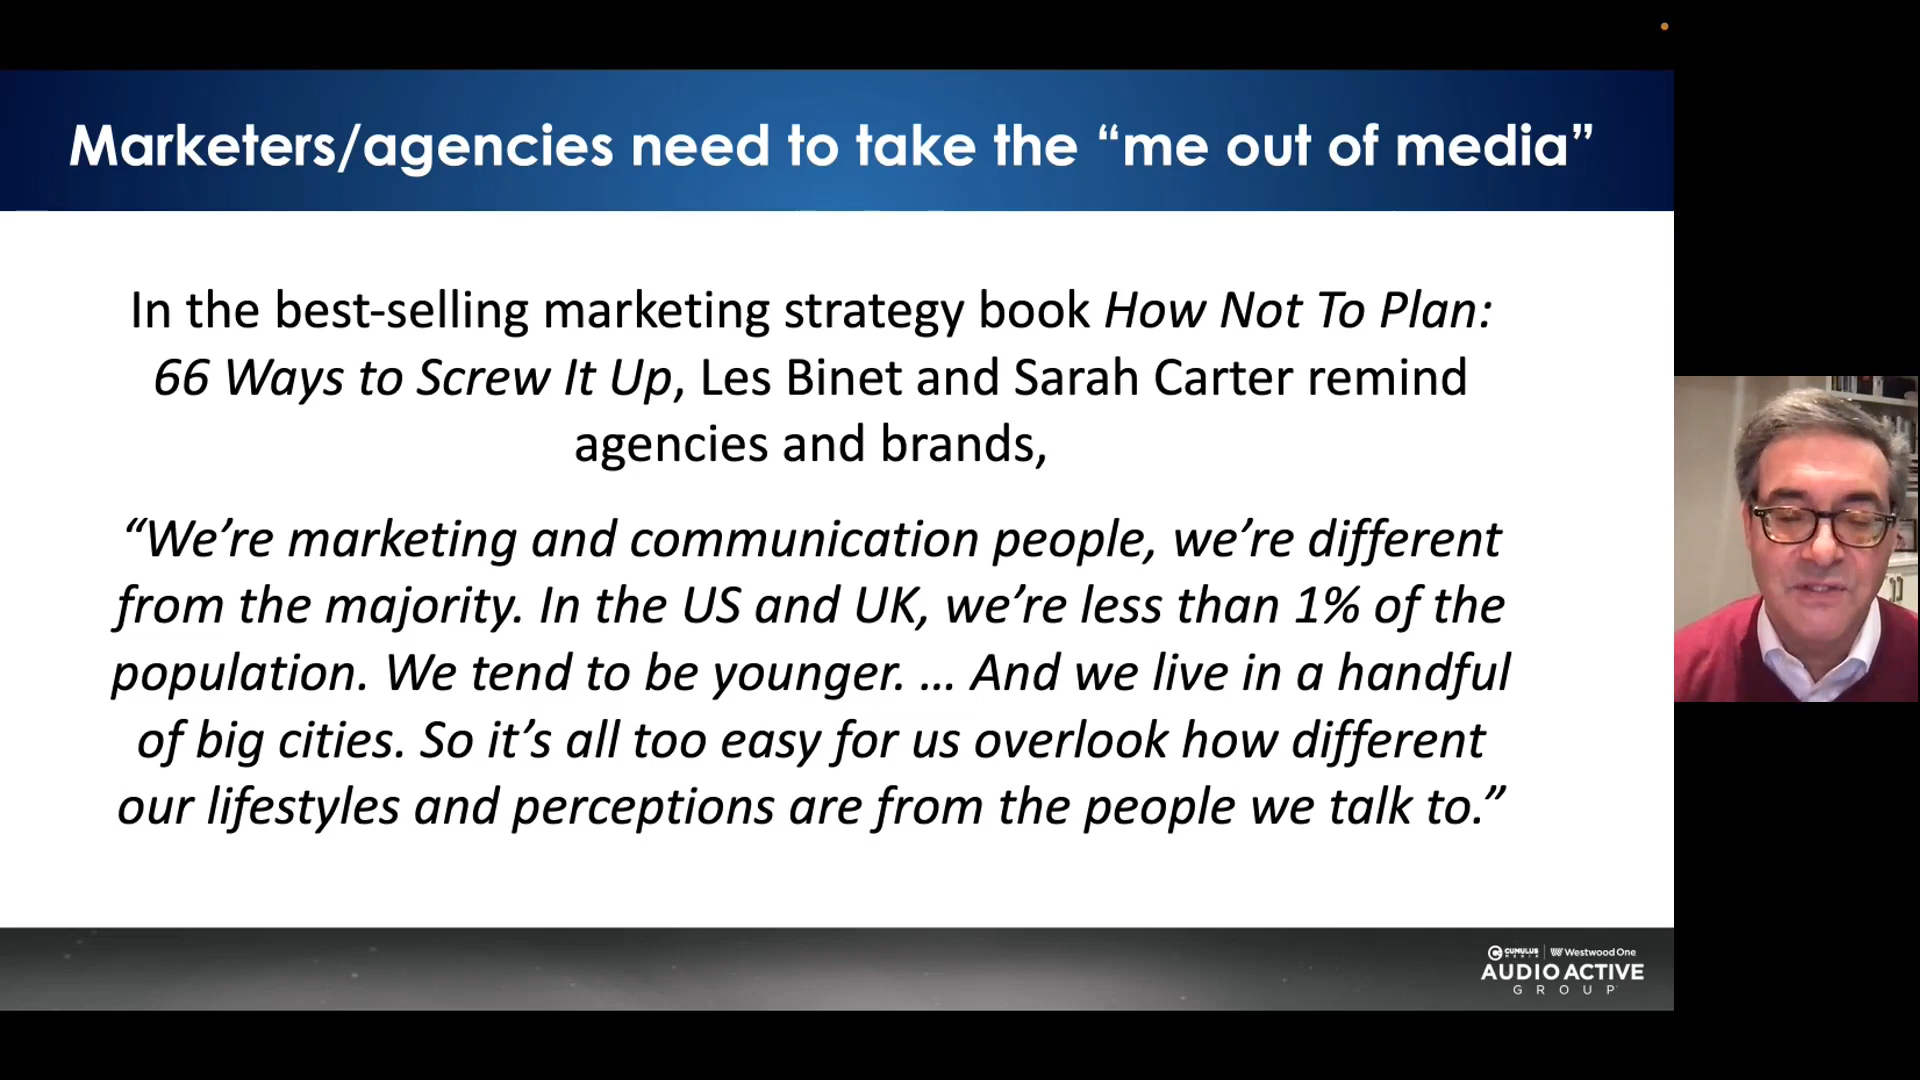 Marketers/agencies need to take the “me out of media”
In the best-selling marketing strategy book How Not To Plan:
66 Ways to Screw It Up, Les Binet and Sarah Carter remind
agencies and brands,
“We’re marketing and communication people, we’re different
from the majority. In the US and UK, we’re less than 1% of the
population. We tend to be younger. … And we live in a handful
of big cities. So it’s all too easy for us overlook how different
our lifestyles and perceptions are from the people we talk to.”
CUMULUS MEDIA | Westwood One
AUDIO ACTIVE
GROUP